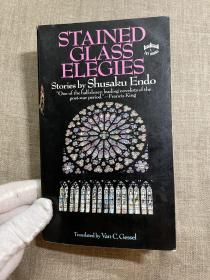 STAINED
GLASS
ELEGIES
Stories by Shusaku Endo
"One of the half-dozen leading novelists of the
post-war period." —Francis King
Translated by Van C. Gessel